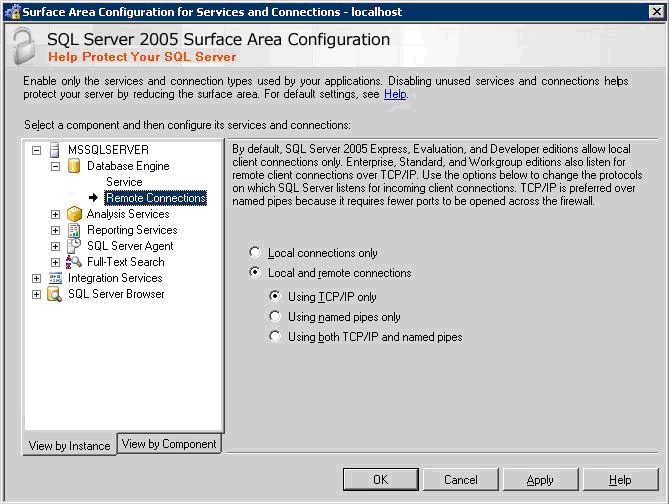 Surface Area Configuration for Services and Connections - localhost
SQL Server 2005 Surface Area Configuration
Help Protect Your SQL Server
Enable only the services and connection types used by your applications. Disabling unused services and connections helps
protect your server by reducing the surface area. For default settings, see Help.
Select a component and then configure its services and connections:
MSSQLSERVER
Database Engine
Service
Remote Connections
Analysis Services
Reporting Services
SQL Server Agent
Full-Text Search
Integration Services
SQL Server Browser
View by Instance
View by Component
By default, SQL Server 2005 Express, Evaluation, and Developer editions allow local
client connections only. Enterprise, Standard, and Workgroup editions also listen for
remote client connections over TCP/IP. Use the options below to change the protocols
on which SQL Server listens for incoming client connections. TCP/IP is preferred over
named pipes because it requires fewer ports to be opened across the firewall.
Local connections only
Local and remote connections
Using TCP/IP only
Using named pipes only
Using both TCP/IP and named pipes
OK
Cancel
Apply
Help